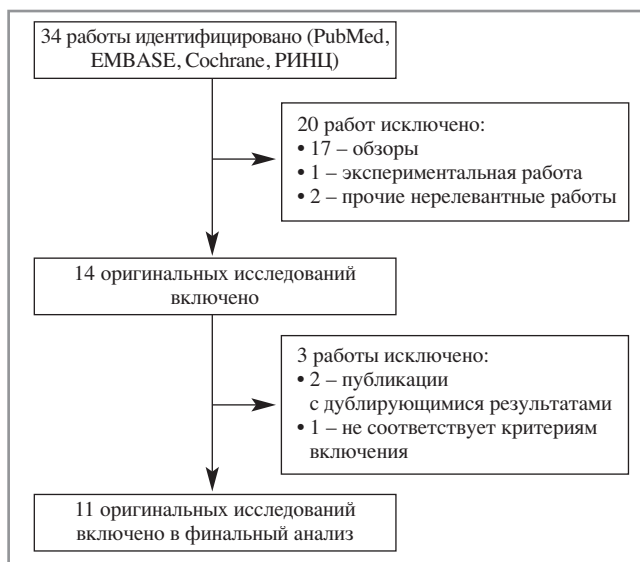 34 работы идентифицировано (PubMed,
EMBASE, Cochrane, РИНЦ)
20 работ исключено:
• 17 – обзоры
• 1 – экспериментальная работа
• 2 – прочие нерелевантные работы
14 оригинальных исследований
включено
3 работы исключено:
• 2 – публикации
с дублирующимися результатами
• 1 – не соответствует критериям
включения
11 оригинальных исследований
включено в финальный анализ